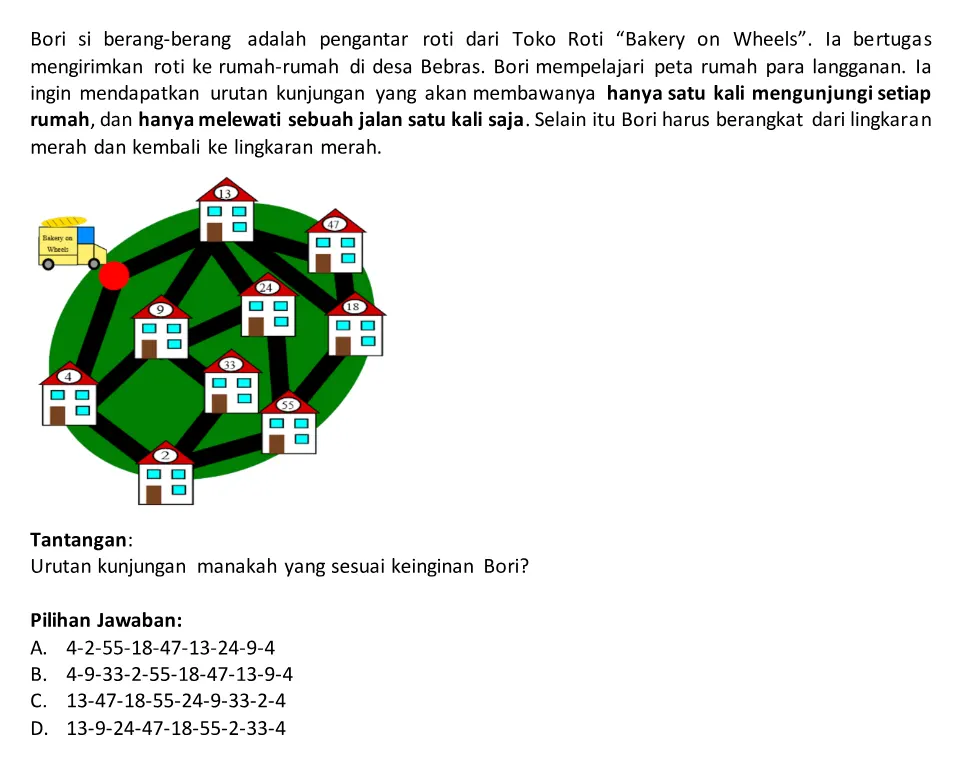 Bori si berang-berang adalah pengantar roti dari Toko Roti “Bakery on Wheels”. Ia bertugas
mengirimkan roti ke rumah-rumah di desa Bebras. Bori mempelajari peta rumah para langganan. Ia
ingin mendapatkan urutan kunjungan yang akan membawanya hanya satu kali mengunjungi setiap
rumah, dan hanya melewati sebuah jalan satu kali saja. Selain itu Bori harus berangkat dari lingkaran
merah dan kembali ke lingkaran merah.
13
47
Bakery on
Wheels
24
9
18
33
4
55
2
Tantangan:
Urutan kunjungan manakah yang sesuai keinginan Bori?
Pilihan Jawaban:
A. 4-2-55-18-47-13-24-9-4
B. 4-9-33-2-55-18-47-13-9-4
C. 13-47-18-55-24-9-33-2-4
D. 13-9-24-47-18-55-2-33-4